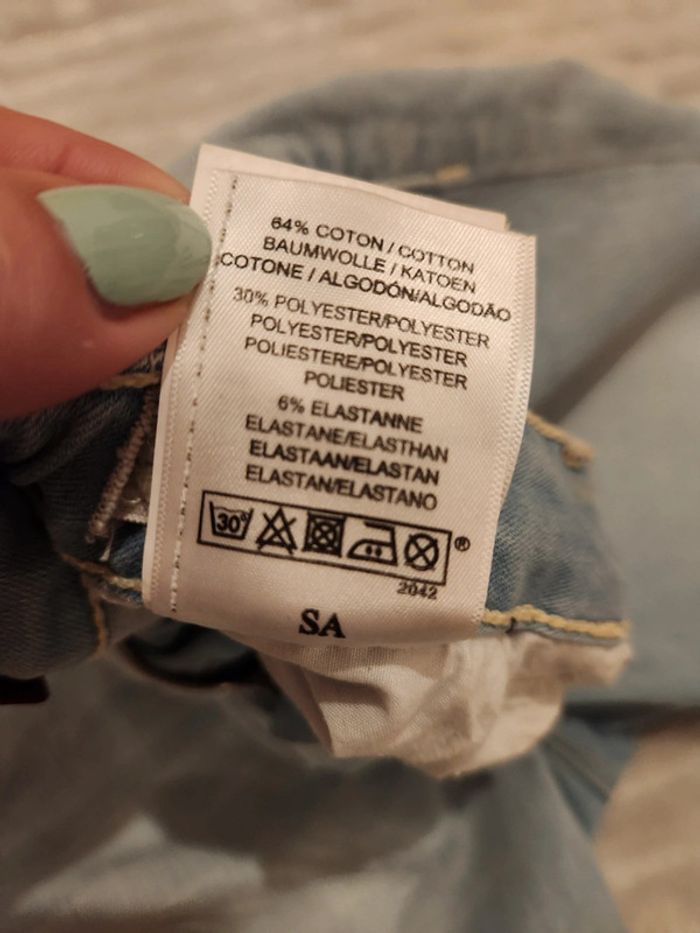 64% COTON / COTTON
BAUMWOLLE / KATOEN
COTONE / ALGODÓN/ALGODÃO
30% POLYESTER/POLYESTER
POLYESTER/POLYESTER
POLIESTERE/POLYESTER
POLIESTER
6% ELASTANNE
ELASTANE/ELASTHAN
ELASTAAN/ELASTAN
ELASTAN/ELASTANO
30° ®
2042
SA